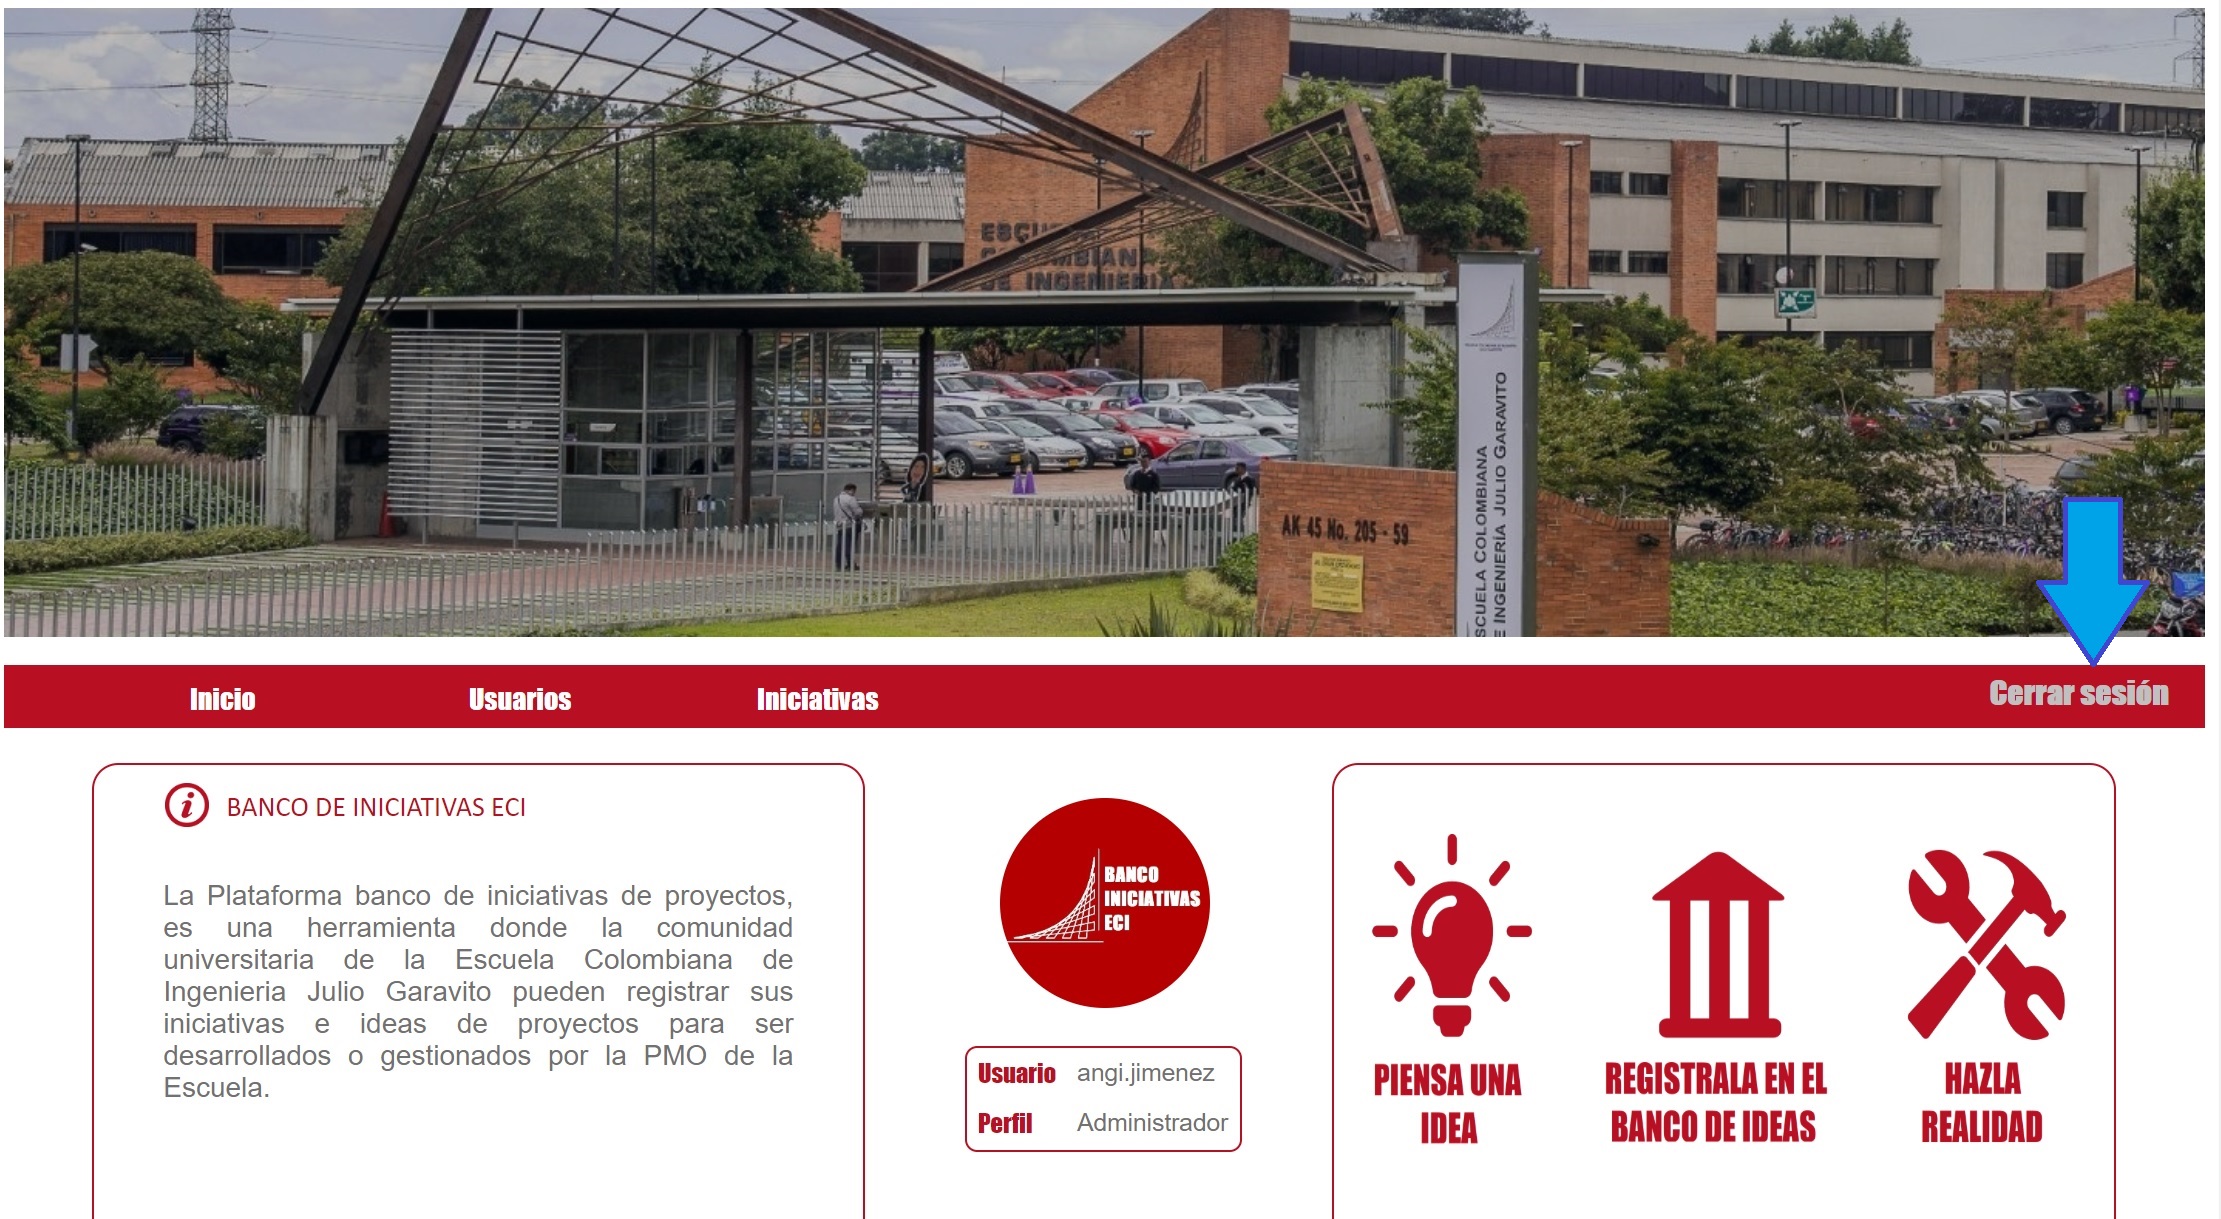 DE INGENIERIA
AK 45 No. 205 - 59
ESCUELA COLOMBIANA
DE INGENIERÍA JULIO GARAVITO
Inicio
Usuarios
Iniciativas
Cerrar sesión
BANCO DE INICIATIVAS ECI
La Plataforma banco de iniciativas de proyectos,
es una herramienta donde la comunidad
universitaria de la Escuela Colombiana de
Ingenieria Julio Garavito pueden registrar sus
iniciativas e ideas de proyectos para ser
desarrollados o gestionados por la PMO de la
Escuela.
BANCO
INICIATIVAS
ECI
Usuario angi.jimenez
Perfil Administrador
PIENSA UNA
IDEA
REGISTRALA EN EL
BANCO DE IDEAS
HAZLA
REALIDAD